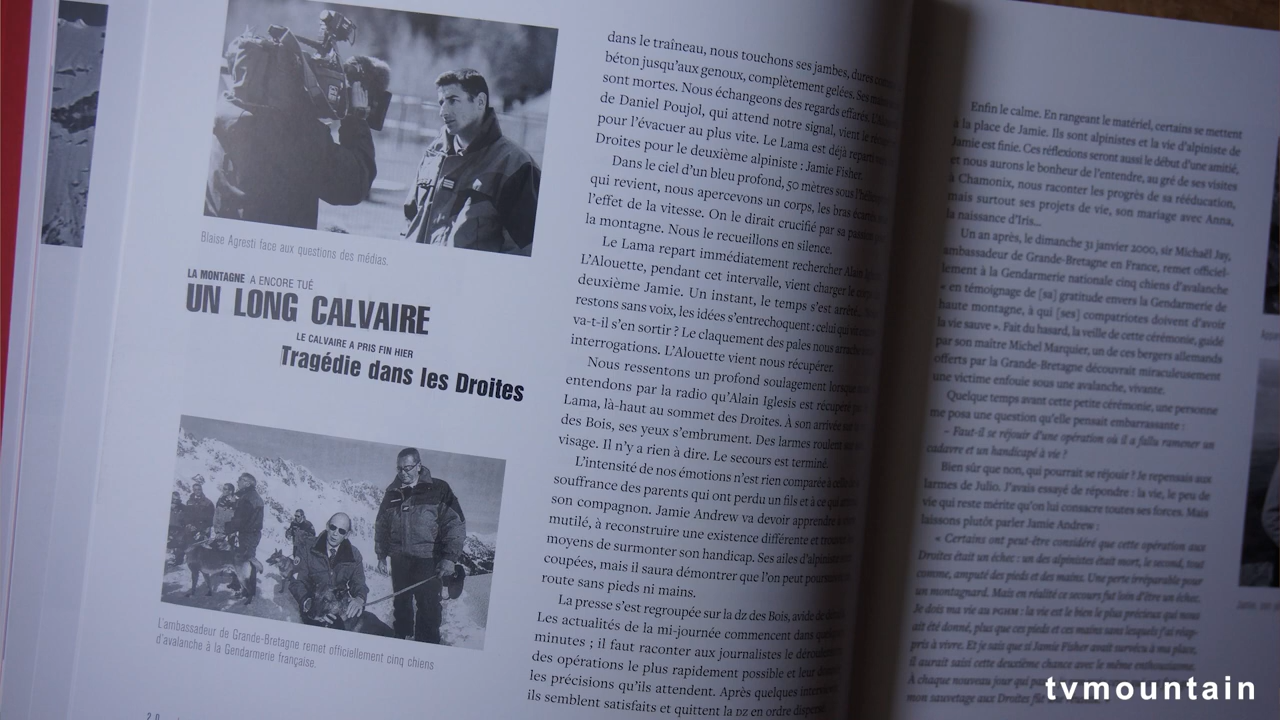 Blaise Agresti face aux questions des médias.
LA MONTAGNE A ENCORE TUÉ
UN LONG CALVAIRE
LE CALVAIRE A PRIS FIN HIER
Tragédie dans les Droites
L'ambassadeur de Grande-Bretagne remet officiellement cinq chiens
d'avalanche à la Gendarmerie française.
dans le traîneau, nous touchons ses jambes, dures
béton jusqu'aux genoux, complètement gelées. Ses
sont mortes. Nous échangeons des regards effarés.
de Daniel Poujol, qui attend notre signal, vient le
pour l'évacuer au plus vite. Le Lama est déjà reparti
Droites pour le deuxième alpiniste : Jamie Fisher.
Dans le ciel d'un bleu profond, 50 mètres sous
qui revient, nous apercevons un corps, les bras
l'effet de la vitesse. On le dirait crucifié par sa
la montagne. Nous le recueillons en silence.
Le Lama repart immédiatement rechercher Alain
L'Alouette, pendant cet intervalle, vient charger le
deuxième Jamie. Un instant, le temps s'est arrêté.
restons sans voix, les idées s'entrechoquent : celui qui
va-t-il s'en sortir ? Le claquement des pales nous arrache
interrogations. L'Alouette vient nous récupérer.
Nous ressentons un profond soulagement lorsque
entendons par la radio qu'Alain Iglesis est récupéré
Lama, là-haut au sommet des Droites. À son arrivée
des Bois, ses yeux s'embrument. Des larmes roulent
visage. Il n'y a rien à dire. Le secours est terminé.
L'intensité de nos émotions n'est rien comparée à
souffrance des parents qui ont perdu un fils et à ce
son compagnon. Jamie Andrew va devoir apprendre
mutilé, à reconstruire une existence différente et
moyens de surmonter son handicap. Ses ailes
coupées, mais il saura démontrer que l'on peut
route sans pieds ni mains.
La presse s'est regroupée sur la dz des Bois, avide
Les actualités de la mi-journée commencent dans
minutes ; il faut raconter aux journalistes le
des opérations le plus rapidement possible et leur
les précisions qu'ils attendent. Après quelques
ils semblent satisfaits et quittent la DZ en ordre
Enfin le calme. En rangeant le matériel, certains se mettent
à la place de Jamie. Ils sont alpinistes et la vie d'alpiniste de
Jamie est finie. Ces réflexions seront aussi le début d'une amitié,
et nous aurons le bonheur de l'entendre, au gré de ses visites
à Chamonix, nous raconter les progrès de sa rééducation,
mais surtout ses projets de vie, son mariage avec Anna,
la naissance d'Iris...
Un an après, le dimanche 31 janvier 2000, sir Michaël Jay,
ambassadeur de Grande-Bretagne en France, remet officiel-
lement à la Gendarmerie nationale cinq chiens d'avalanche
« en témoignage de [sa] gratitude envers la Gendarmerie de
haute montagne, à qui [ses] compatriotes doivent d'avoir
la vie sauve ». Fait du hasard, la veille de cette cérémonie, guidé
par son maître Michel Marquier, un de ces bergers allemands
offerts par la Grande-Bretagne découvrait miraculeusement
une victime enfouie sous une avalanche, vivante.
Quelque temps avant cette petite cérémonie, une personne
me posa une question qu'elle pensait embarrassante :
– Faut-il se réjouir d'une opération où il a fallu ramener un
cadavre et un handicapé à vie ?
Bien sûr que non, qui pourrait se réjouir ? Je repensais aux
larmes de Julio. J'avais essayé de répondre : la vie, le peu de
vie qui reste mérite qu'on lui consacre toutes ses forces. Mais
laissons plutôt parler Jamie Andrew :
« Certains ont peut-être considéré que cette opération aux
Droites était un échec : un des alpinistes était mort, le second, tout
comme, amputé des pieds et des mains. Une perte irréparable pour
un montagnard. Mais en réalité ce secours fut loin d'être un échec.
Je dois ma vie au PGHM : la vie est le bien le plus précieux qui nous
ait été donné, plus que ces pieds et ces mains sans lesquels j'ai
pris à vivre. Et je sais que si Jamie Fisher avait survécu à ma place,
il aurait saisi cette deuxième chance avec le même enthousiasme.
À chaque nouveau jour qui
mon sauvetage aux Droites fut
tvmountain